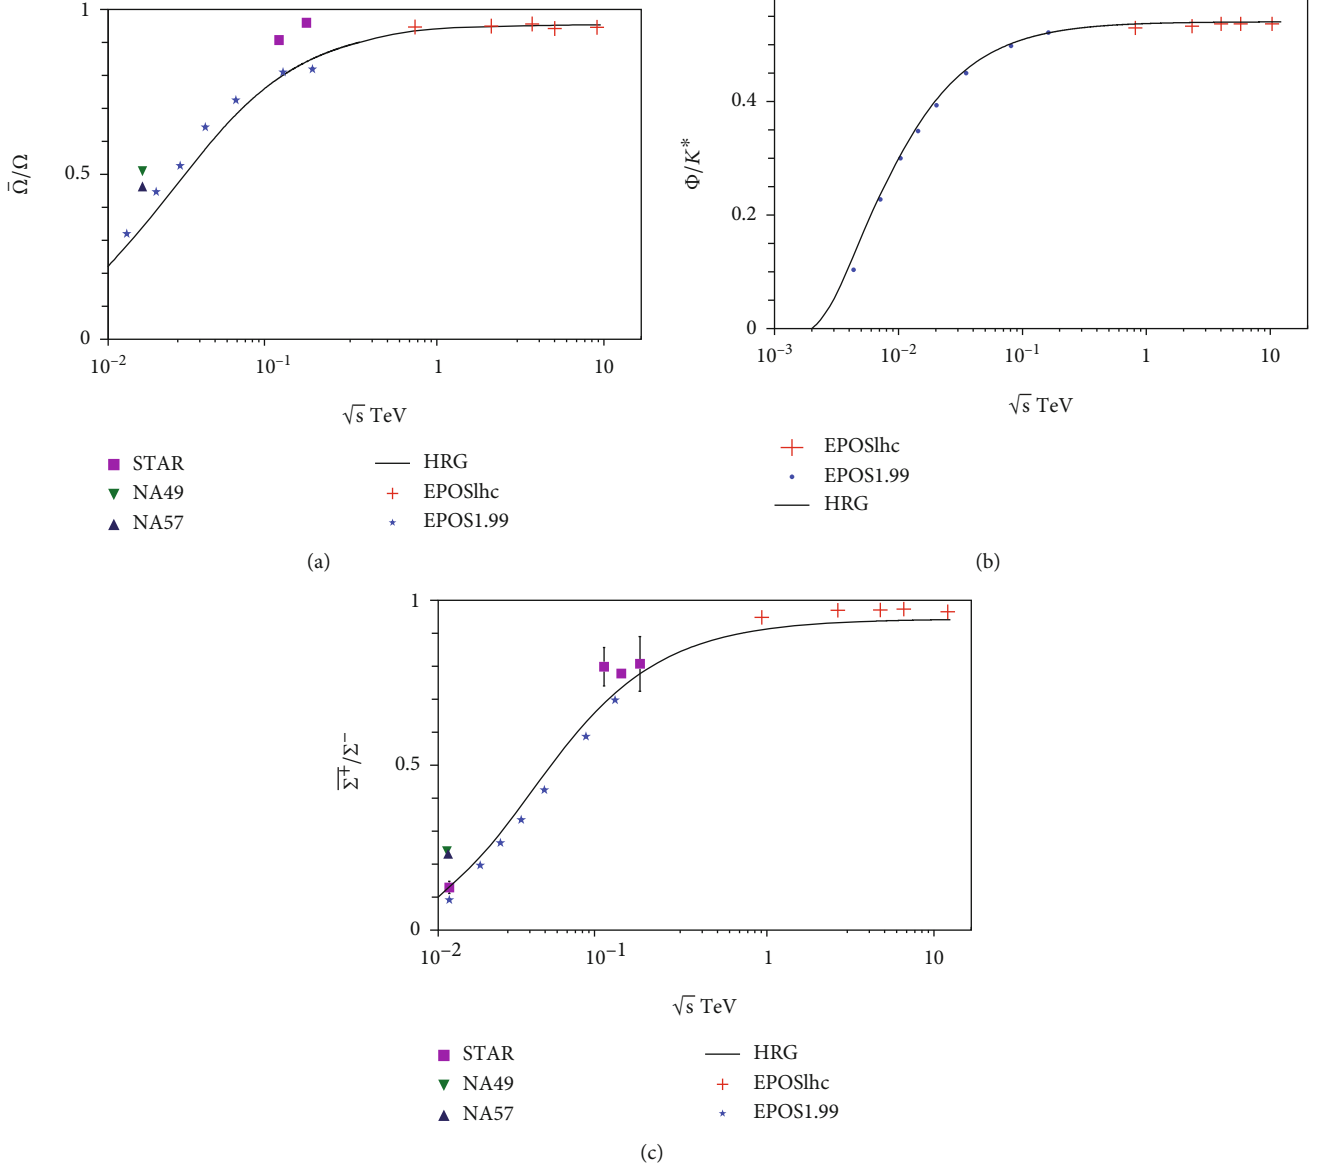 1
0.5
0
Ω̄/Ω
10⁻² 10⁻¹ 1 10
√s TeV
STAR
NA49
NA57
HRG
EPOSlhc
EPOS1.99
(a)
0.4
0.2
0
Φ/K*
10⁻³ 10⁻² 10⁻¹ 1 10
√s TeV
EPOSlhc
EPOS1.99
HRG
(b)
1
0.5
0
Σ̅⁺̅/Σ⁻
10⁻² 10⁻¹ 1 10
√s TeV
STAR
NA49
NA57
HRG
EPOSlhc
EPOS1.99
(c)